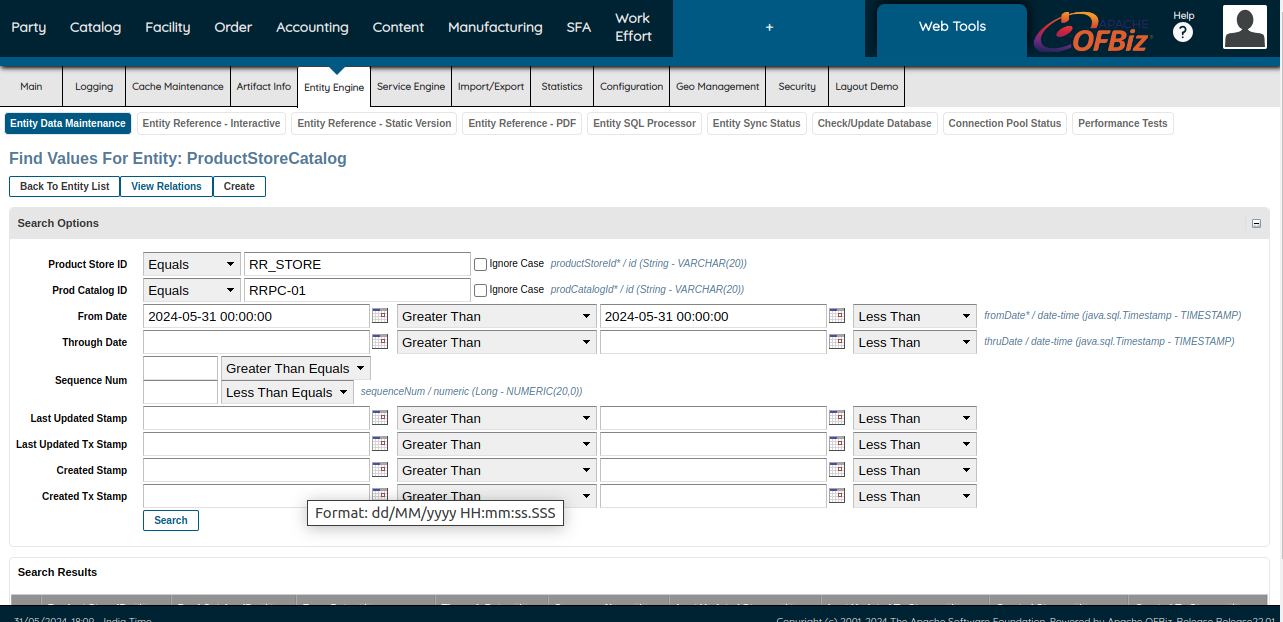 Party Catalog Facility Order Accounting Content Manufacturing SFA Work Effort + Web Tools APACHE OFBiz Help ?
Main Logging Cache Maintenance Artifact Info Entity Engine Service Engine Import/Export Statistics Configuration Geo Management Security Layout Demo
Entity Data Maintenance Entity Reference - Interactive Entity Reference - Static Version Entity Reference - PDF Entity SQL Processor Entity Sync Status Check/Update Database Connection Pool Status Performance Tests
Find Values For Entity: ProductStoreCatalog
Back To Entity List View Relations Create
Search Options
Product Store ID Equals RR_STORE Ignore Case productStoreId* / id (String - VARCHAR(20))
Prod Catalog ID Equals RRPC-01 Ignore Case prodCatalogId* / id (String - VARCHAR(20))
From Date 2024-05-31 00:00:00 Greater Than 2024-05-31 00:00:00 Less Than fromDate* / date-time (java.sql.Timestamp - TIMESTAMP)
Through Date Greater Than Less Than thruDate / date-time (java.sql.Timestamp - TIMESTAMP)
Sequence Num Greater Than Equals
Less Than Equals sequenceNum / numeric (Long - NUMERIC(20,0))
Last Updated Stamp Greater Than Less Than
Last Updated Tx Stamp Greater Than Less Than
Created Stamp Greater Than Less Than
Created Tx Stamp Greater Than Less Than
Search Format: dd/MM/yyyy HH:mm:ss.SSS
Search Results
31/05/2024 18:09 - India Time Copyright (c) 2001-2024 The Apache Software Foundation. Powered by Apache OFBiz. Release Release22.01